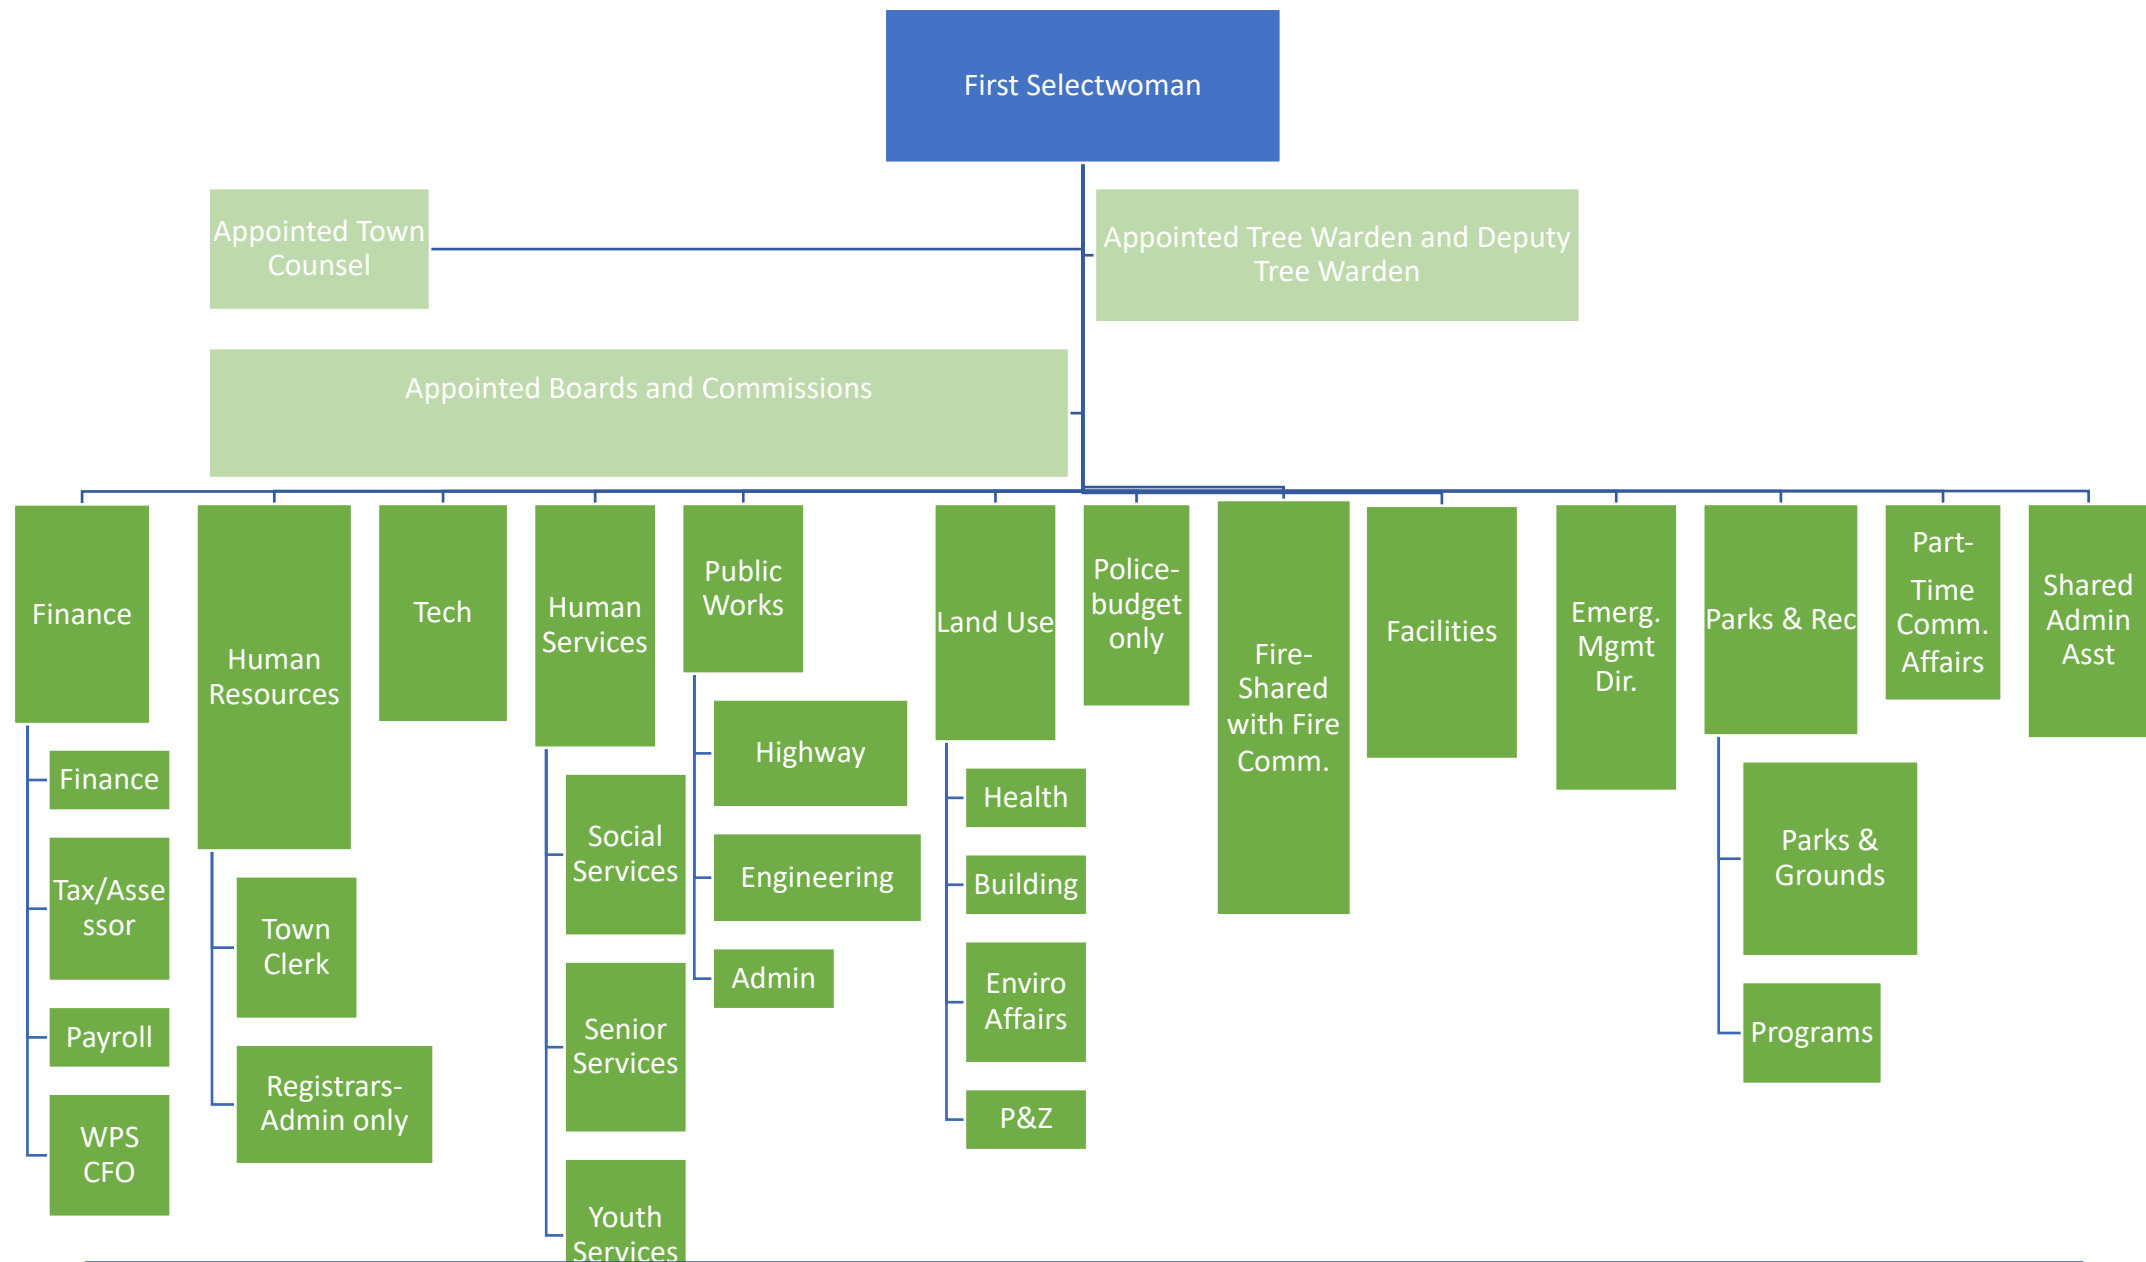 First Selectwoman
Appointed Town
Counsel
Appointed Tree Warden and Deputy
Tree Warden
Appointed Boards and Commissions
Finance
Finance
Tax/Asse
ssor
Payroll
WPS
CFO
Human
Resources
Town
Clerk
Registrars-
Admin only
Tech
Human
Services
Social
Services
Senior
Services
Youth
Services
Public
Works
Highway
Engineering
Admin
Land Use
Health
Building
Enviro
Affairs
P&Z
Police-
budget
only
Fire-
Shared
with Fire
Comm.
Facilities
Emerg.
Mgmt
Dir.
Parks & Rec
Parks &
Grounds
Programs
Part-
Time
Comm.
Affairs
Shared
Admin
Asst